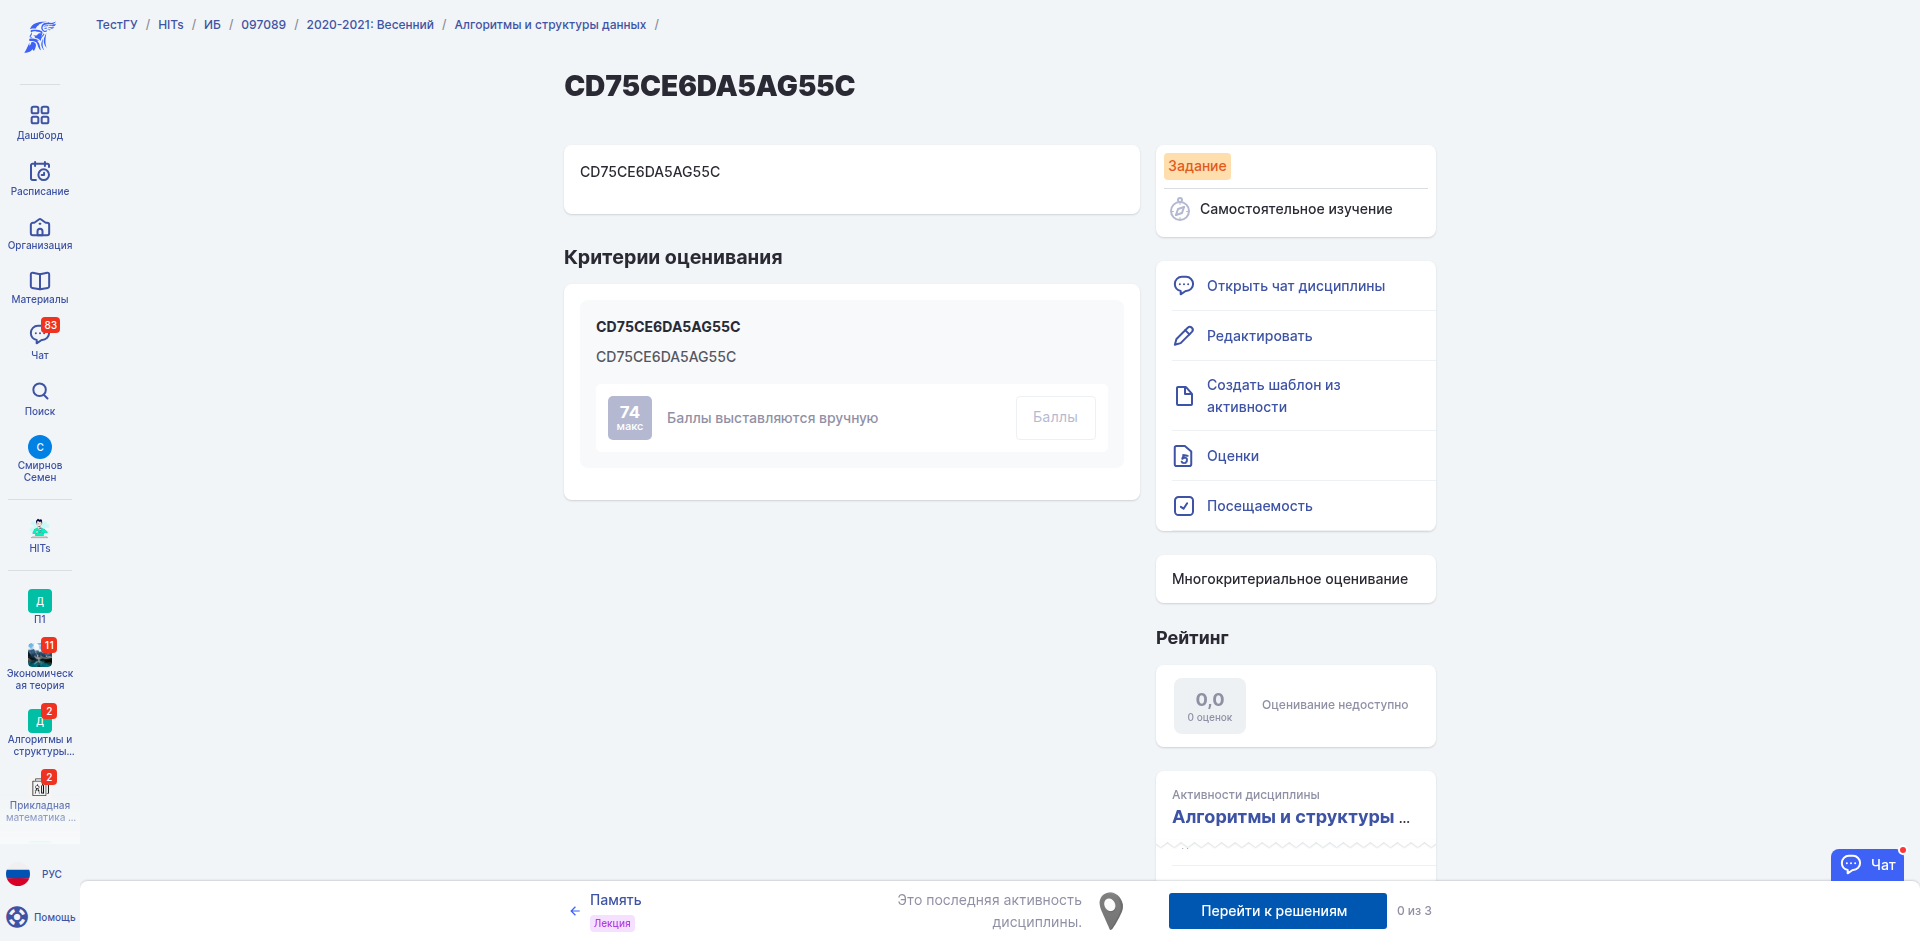 ТестГУ / HITs / ИБ / 097089 / 2020-2021: Весенний / Алгоритмы и структуры данных /
Дашборд
Расписание
Организация
Материалы
83
Чат
Поиск
С
Смирнов
Семен
HITs
Д
П1
11
Экономическ
ая теория
2
Д
Алгоритмы и
структуры...
2
Прикладная
математика ...
РУС
Помощь
CD75CE6DA5AG55C
CD75CE6DA5AG55C
Критерии оценивания
CD75CE6DA5AG55C
CD75CE6DA5AG55C
74
макс
Баллы выставляются вручную
Баллы
Задание
Самостоятельное изучение
Открыть чат дисциплины
Редактировать
Создать шаблон из
активности
Оценки
Посещаемость
Многокритериальное оценивание
Рейтинг
0,0
0 оценок
Оценивание недоступно
Активности дисциплины
Алгоритмы и структуры ...
Чат
Память
Лекция
Это последняя активность
дисциплины.
Перейти к решениям
0 из 3